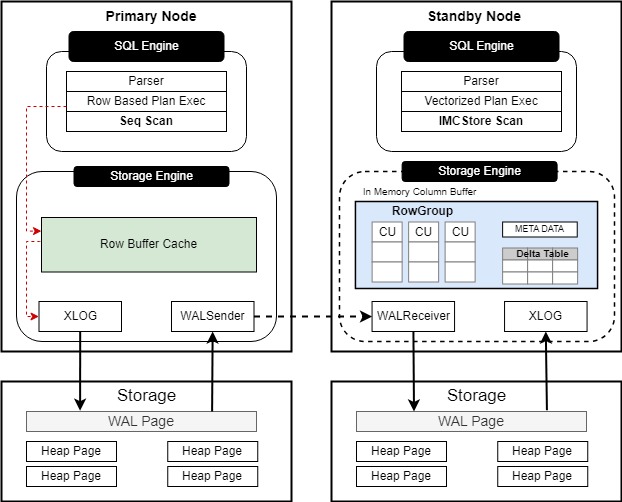 Primary Node
SQL Engine
Parser
Row Based Plan Exec
Seq Scan
Storage Engine
Row Buffer Cache
XLOG
WALSender
Storage
WAL Page
Heap Page
Heap Page
Heap Page
Heap Page
Standby Node
SQL Engine
Parser
Vectorized Plan Exec
IMCStore Scan
Storage Engine
In Memory Column Buffer
RowGroup
CU
CU
CU
META DATA
Delta Table
WALReceiver
XLOG
Storage
WAL Page
Heap Page
Heap Page
Heap Page
Heap Page